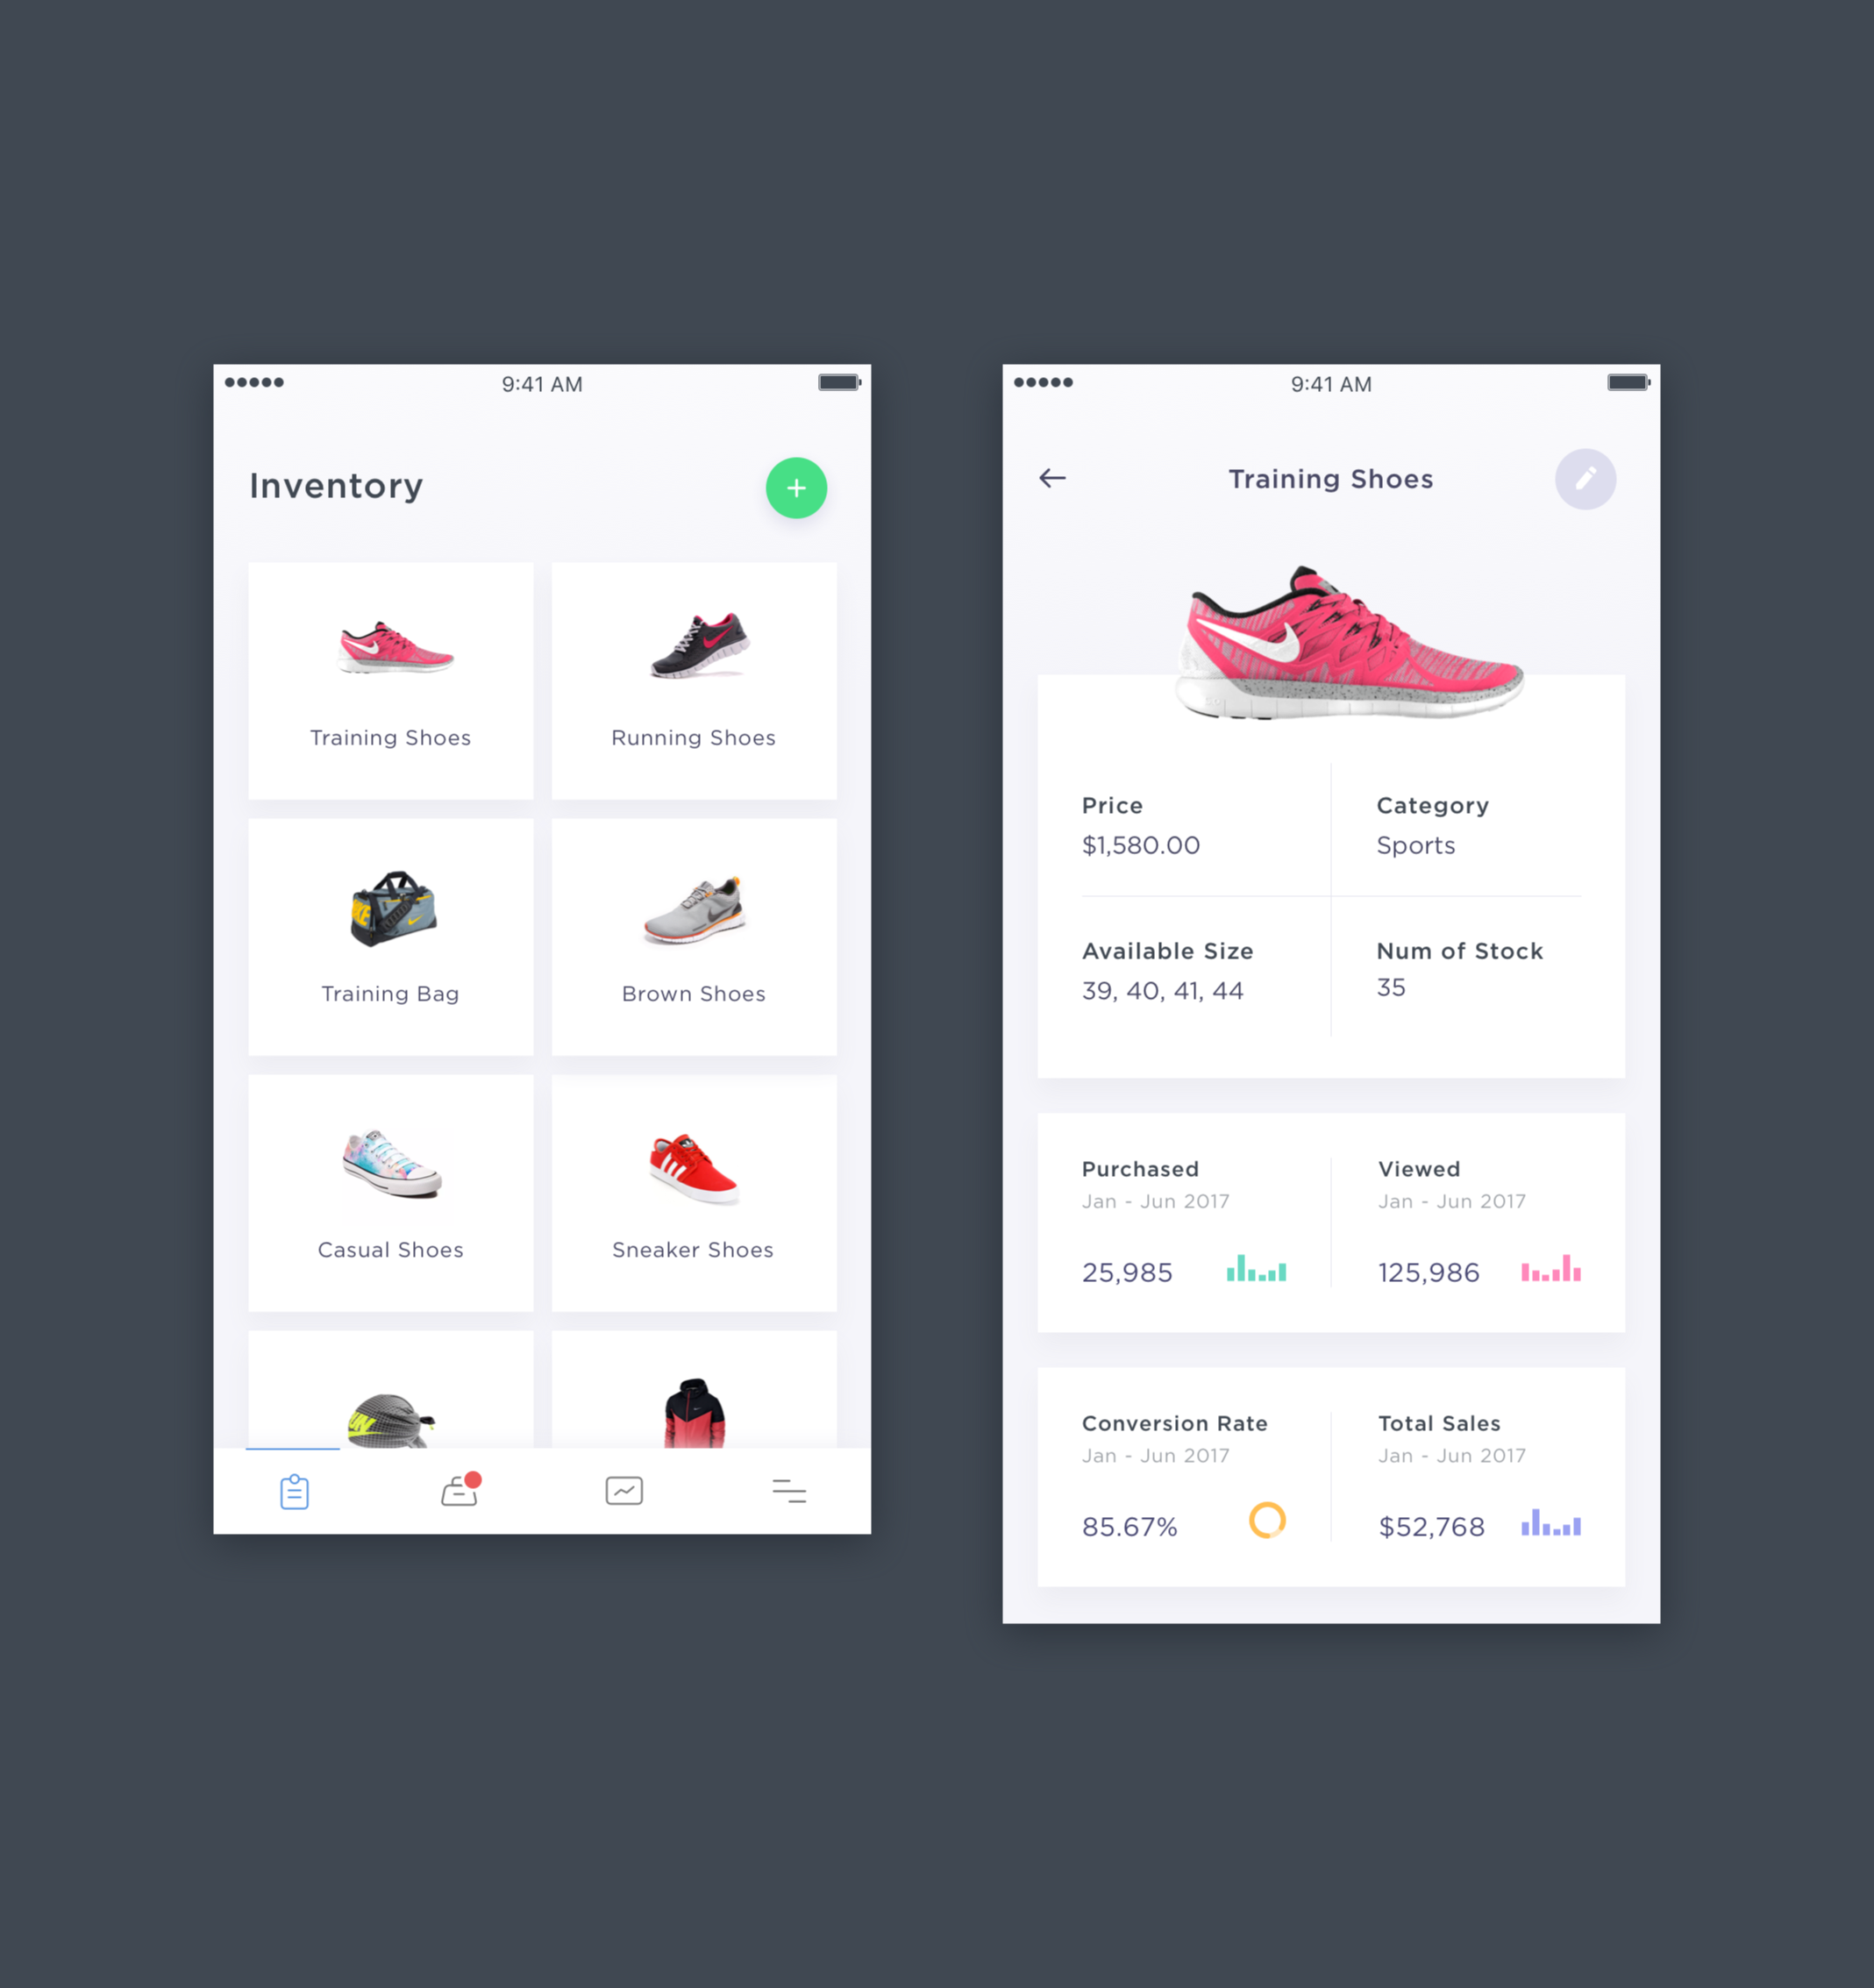 9:41 AM
Inventory
Training Shoes
Running Shoes
Training Bag
Brown Shoes
Casual Shoes
Sneaker Shoes
9:41 AM
Training Shoes
Price
$1,580.00
Category
Sports
Available Size
39, 40, 41, 44
Num of Stock
35
Purchased
Jan - Jun 2017
25,985
Viewed
Jan - Jun 2017
125,986
Conversion Rate
Jan - Jun 2017
85.67%
Total Sales
Jan - Jun 2017
$52,768